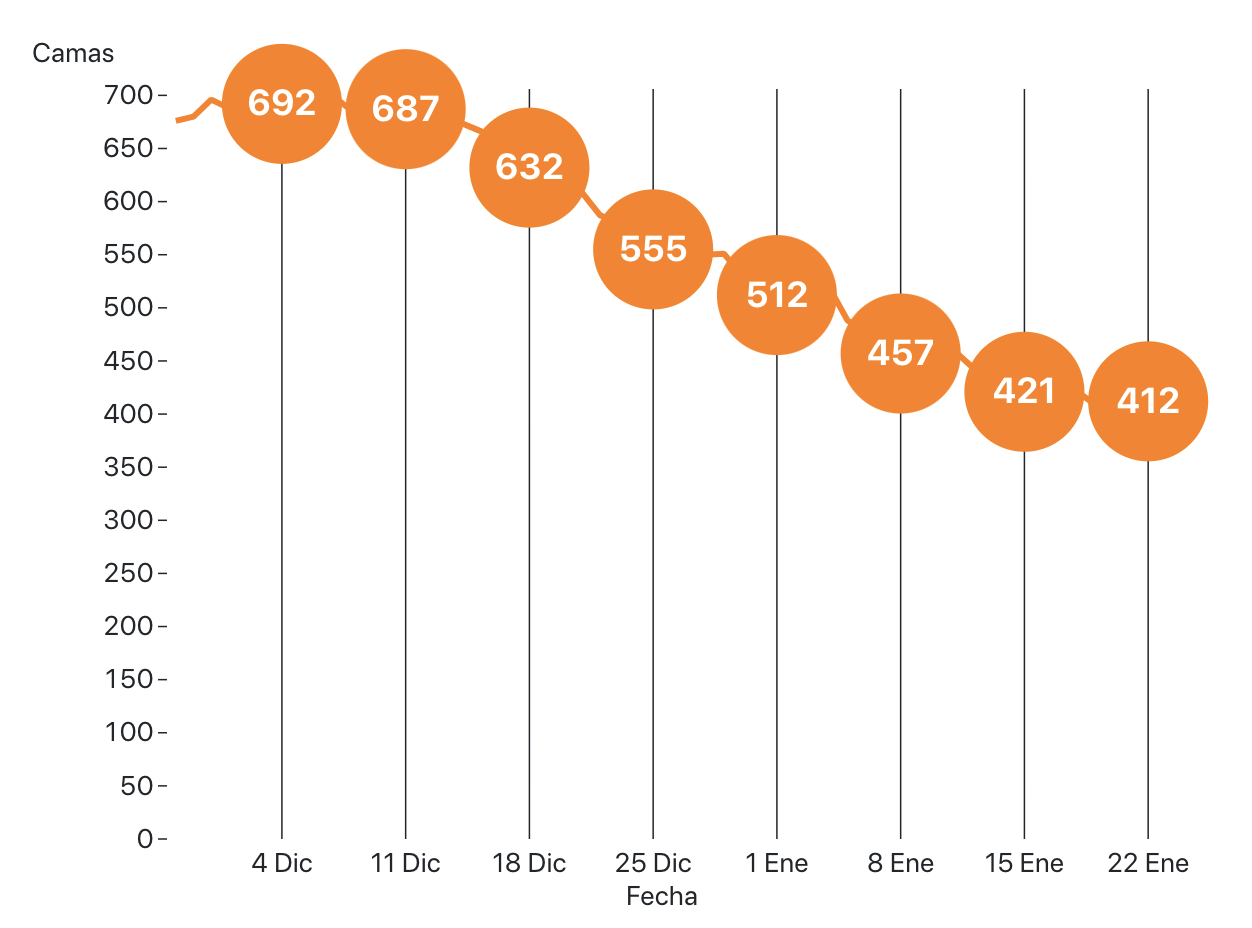 Camas
700
650
600
550
500
450
400
350
300
250
200
150
100
50
0
692
687
632
555
512
457
421
412
4 Dic
11 Dic
18 Dic
25 Dic
1 Ene
8 Ene
15 Ene
22 Ene
Fecha